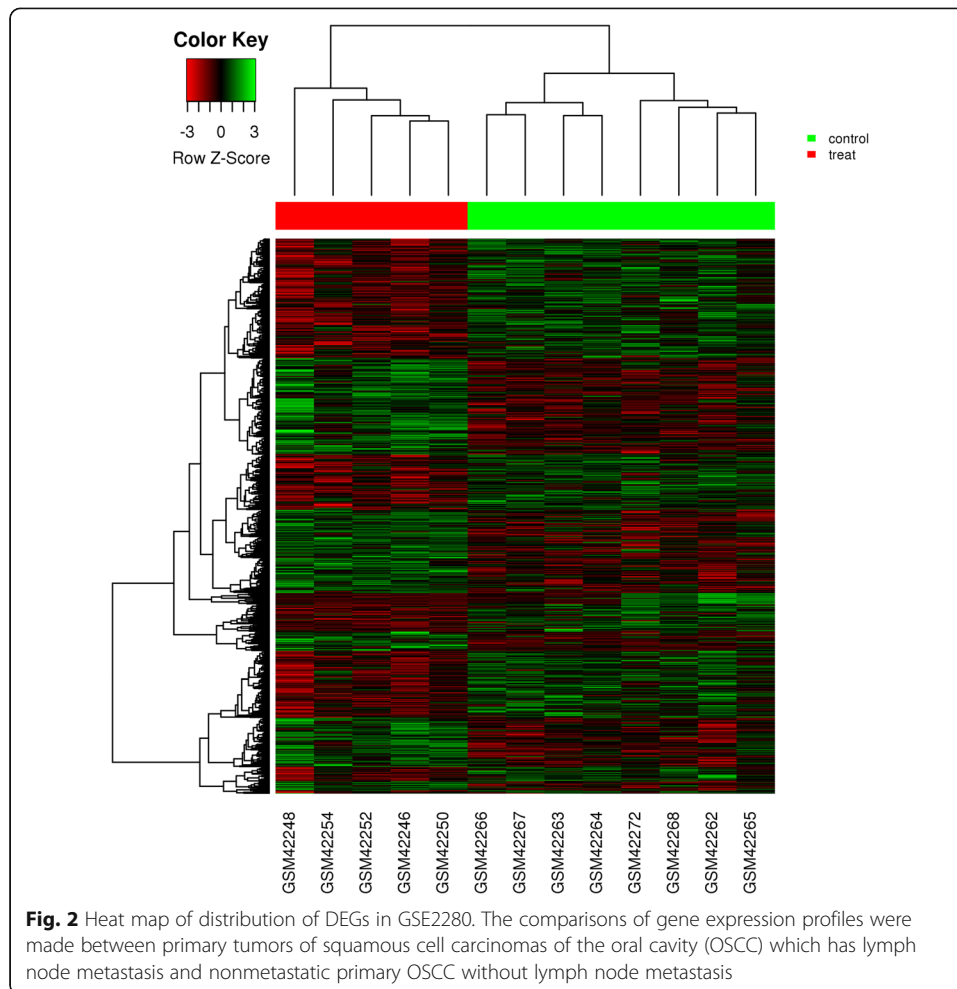 Color Key
-3 0 3
Row Z-Score
control
treat
GSM42248
GSM42254
GSM42252
GSM42246
GSM42250
GSM42266
GSM42267
GSM42263
GSM42264
GSM42272
GSM42268
GSM42262
GSM42265
Fig. 2 Heat map of distribution of DEGs in GSE2280. The comparisons of gene expression profiles were
made between primary tumors of squamous cell carcinomas of the oral cavity (OSCC) which has lymph
node metastasis and nonmetastatic primary OSCC without lymph node metastasis